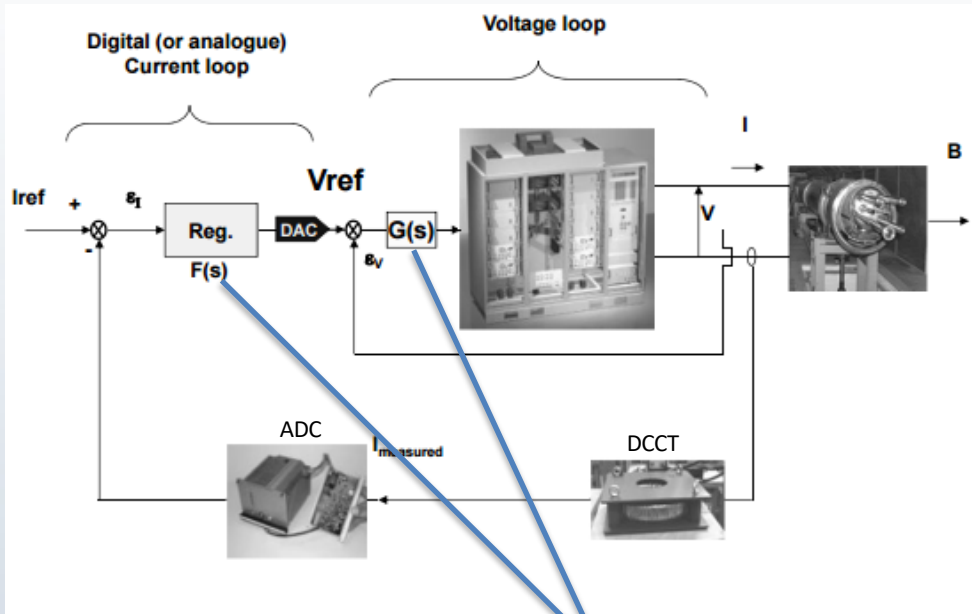 Voltage loop
Digital (or analogue)
Current loop
I
B
Vref
Iref
+
εI
Reg.
DAC
G(s)
V
-
F(s)
εV
ADC
Imeasured
DCCT